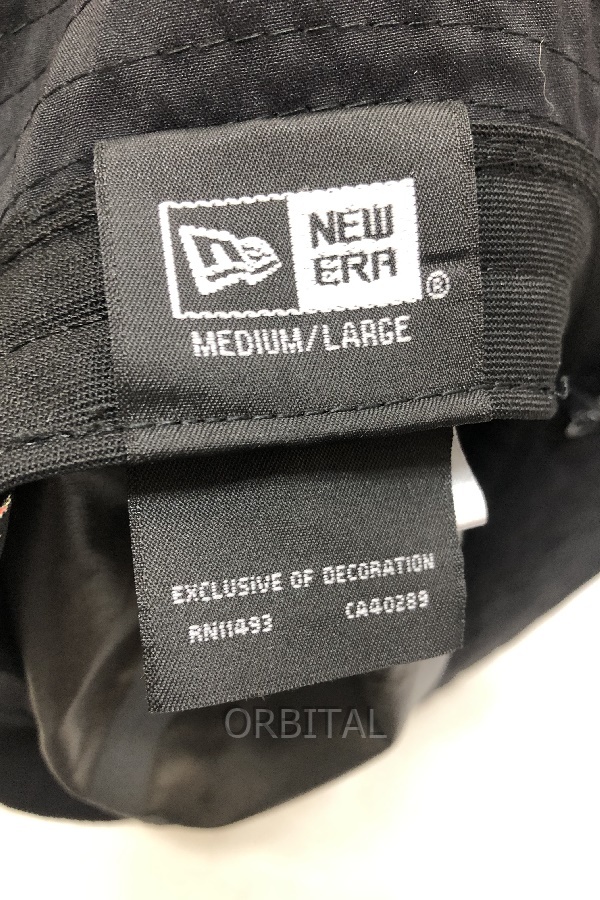 NEW
ERA
®
MEDIUM/LARGE
EXCLUSIVE OF DECORATION
RN11493 CA40289
ORBITAL